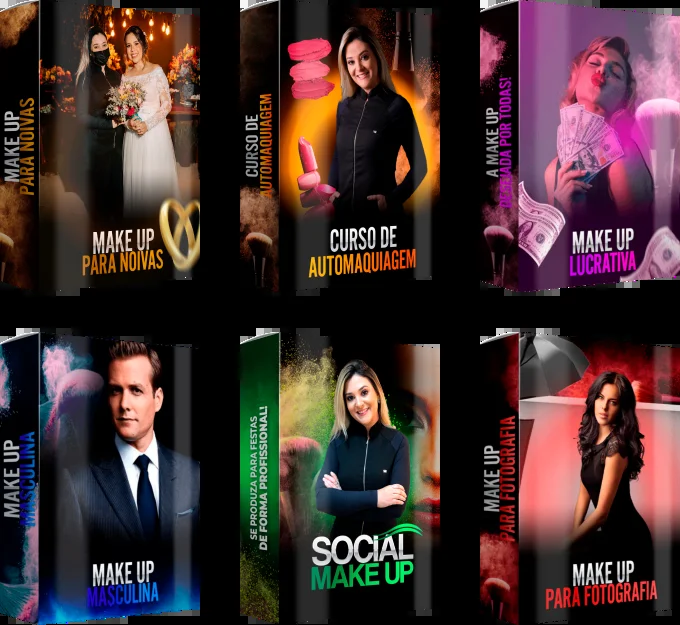 MAKE UP
PARA NOIVAS
MAKE UP
PARA NOIVAS
CURSO DE
AUTOMAQUIAGEM
CURSO DE
AUTOMAQUIAGEM
A MAKE UP
POR TODAS!
MAKE UP
LUCRATIVA
MAKE UP
MASCULINA
MAKE UP
MASCULINA
SE PRODUZA PARA FESTAS
DE FORMA PROFISSIONAL!
SOCIAL
MAKE UP
MAKE UP
PARA FOTOGRAFIA
MAKE UP
PARA FOTOGRAFIA